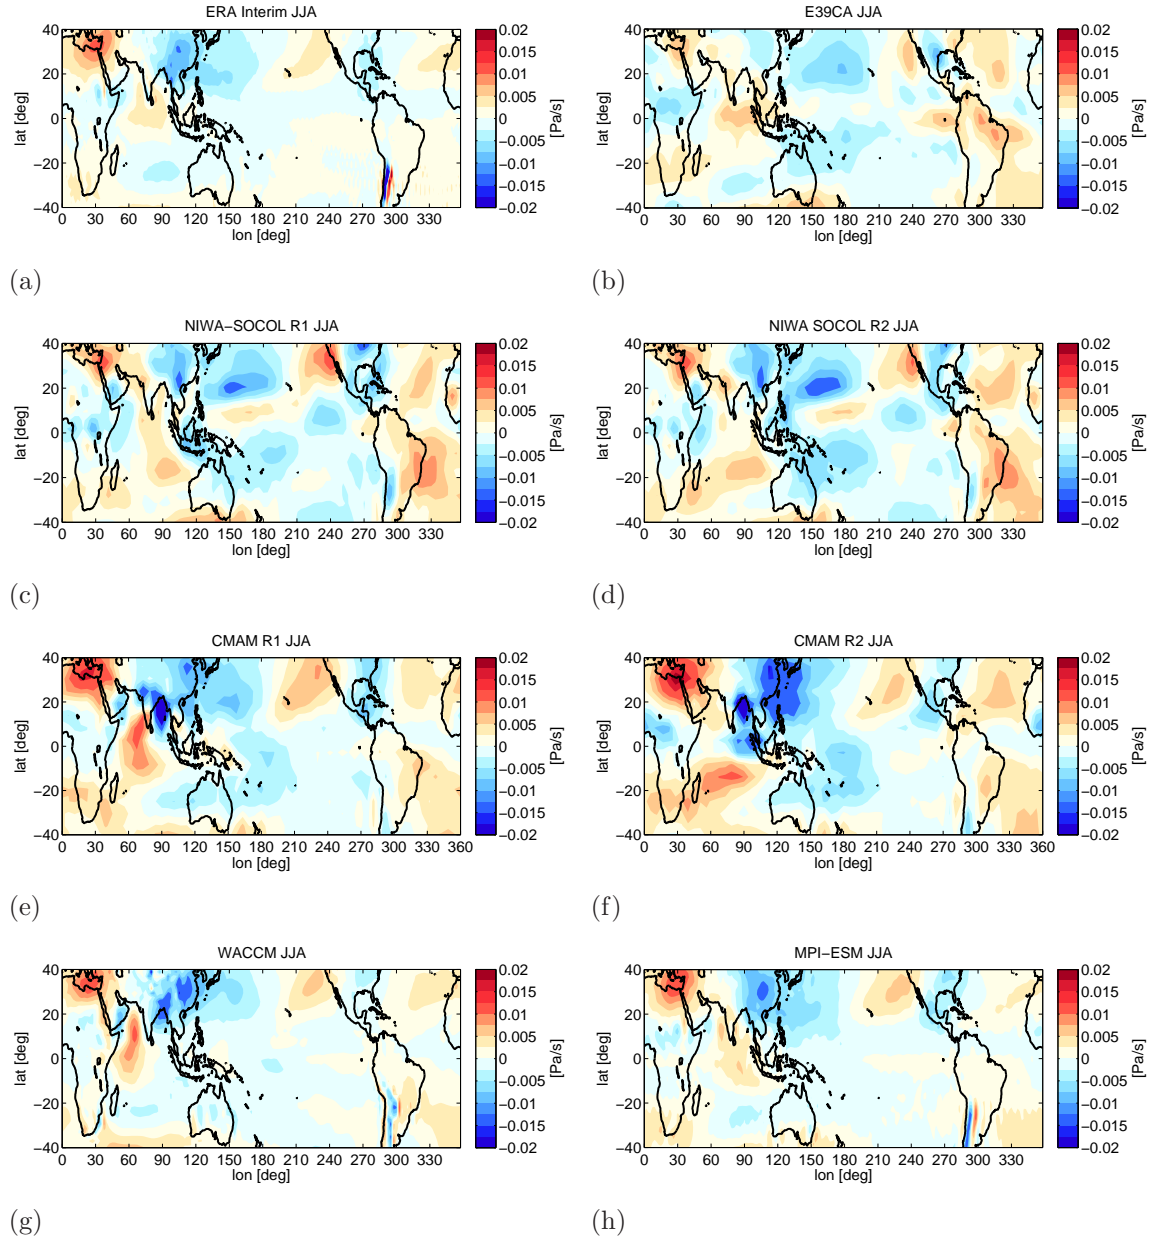 ERA Interim JJA
40
20
0
−20
−40
lat [deg]
0 30 60 90 120 150 180 210 240 270 300 330
lon [deg]
0.02
0.015
0.01
0.005
0
−0.005
−0.01
−0.015
−0.02
[Pa/s]
(a)
E39CA JJA
40
20
0
−20
−40
lat [deg]
0 30 60 90 120 150 180 210 240 270 300 330
lon [deg]
0.02
0.015
0.01
0.005
0
−0.005
−0.01
−0.015
−0.02
[Pa/s]
(b)
NIWA−SOCOL R1 JJA
40
20
0
−20
−40
lat [deg]
0 30 60 90 120 150 180 210 240 270 300 330
lon [deg]
0.02
0.015
0.01
0.005
0
−0.005
−0.01
−0.015
−0.02
[Pa/s]
(c)
NIWA SOCOL R2 JJA
40
20
0
−20
−40
lat [deg]
0 30 60 90 120 150 180 210 240 270 300 330
lon [deg]
0.02
0.015
0.01
0.005
0
−0.005
−0.01
−0.015
−0.02
[Pa/s]
(d)
CMAM R1 JJA
40
20
0
−20
−40
lat [deg]
0 30 60 90 120 150 180 210 240 270 300 330 360
lon [deg]
0.02
0.015
0.01
0.005
0
−0.005
−0.01
−0.015
−0.02
[Pa/s]
(e)
CMAM R2 JJA
40
20
0
−20
−40
lat [deg]
0 30 60 90 120 150 180 210 240 270 300 330 360
lon [deg]
0.02
0.015
0.01
0.005
0
−0.005
−0.01
−0.015
−0.02
[Pa/s]
(f)
WACCM JJA
40
20
0
−20
−40
lat [deg]
0 30 60 90 120 150 180 210 240 270 300 330
lon [deg]
0.02
0.015
0.01
0.005
0
−0.005
−0.01
−0.015
−0.02
[Pa/s]
(g)
MPI−ESM JJA
40
20
0
−20
−40
lat [deg]
0 30 60 90 120 150 180 210 240 270 300 330
lon [deg]
0.02
0.015
0.01
0.005
0
−0.005
−0.01
−0.015
−0.02
[Pa/s]
(h)